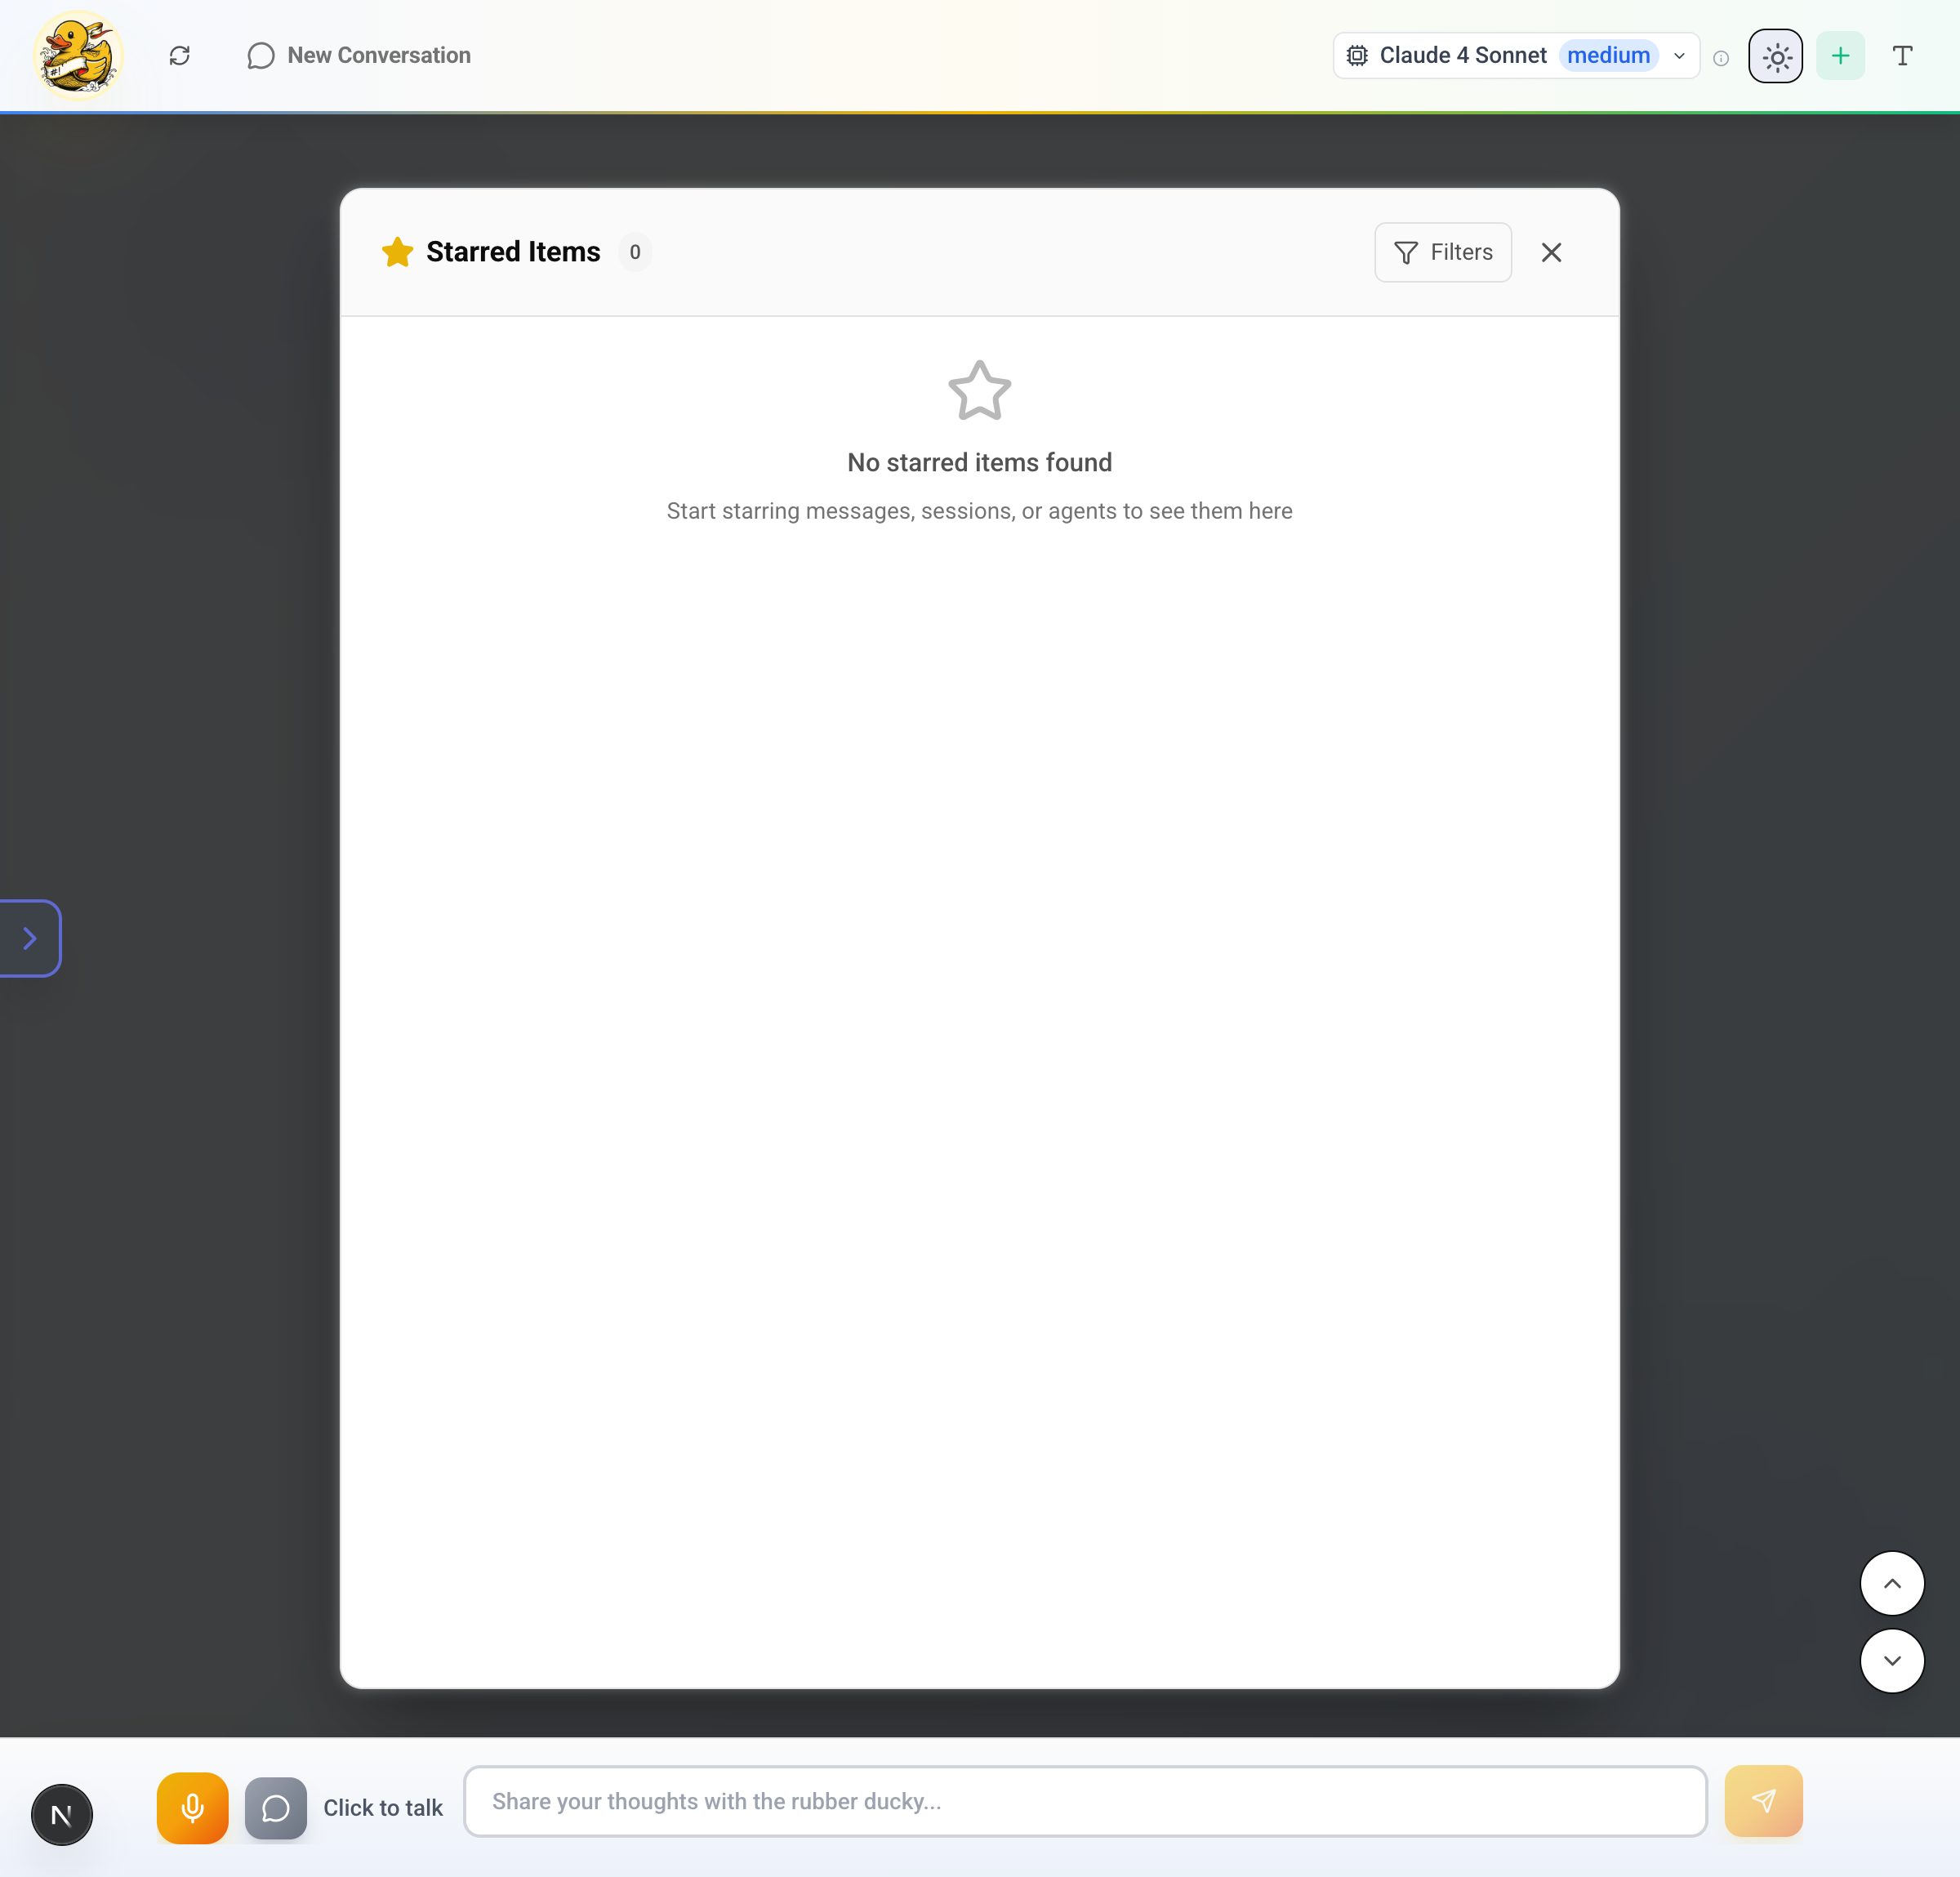 #!
New Conversation
Claude 4 Sonnet medium
T
Starred Items 0
Filters
No starred items found
Start starring messages, sessions, or agents to see them here
N
Click to talk
Share your thoughts with the rubber ducky...